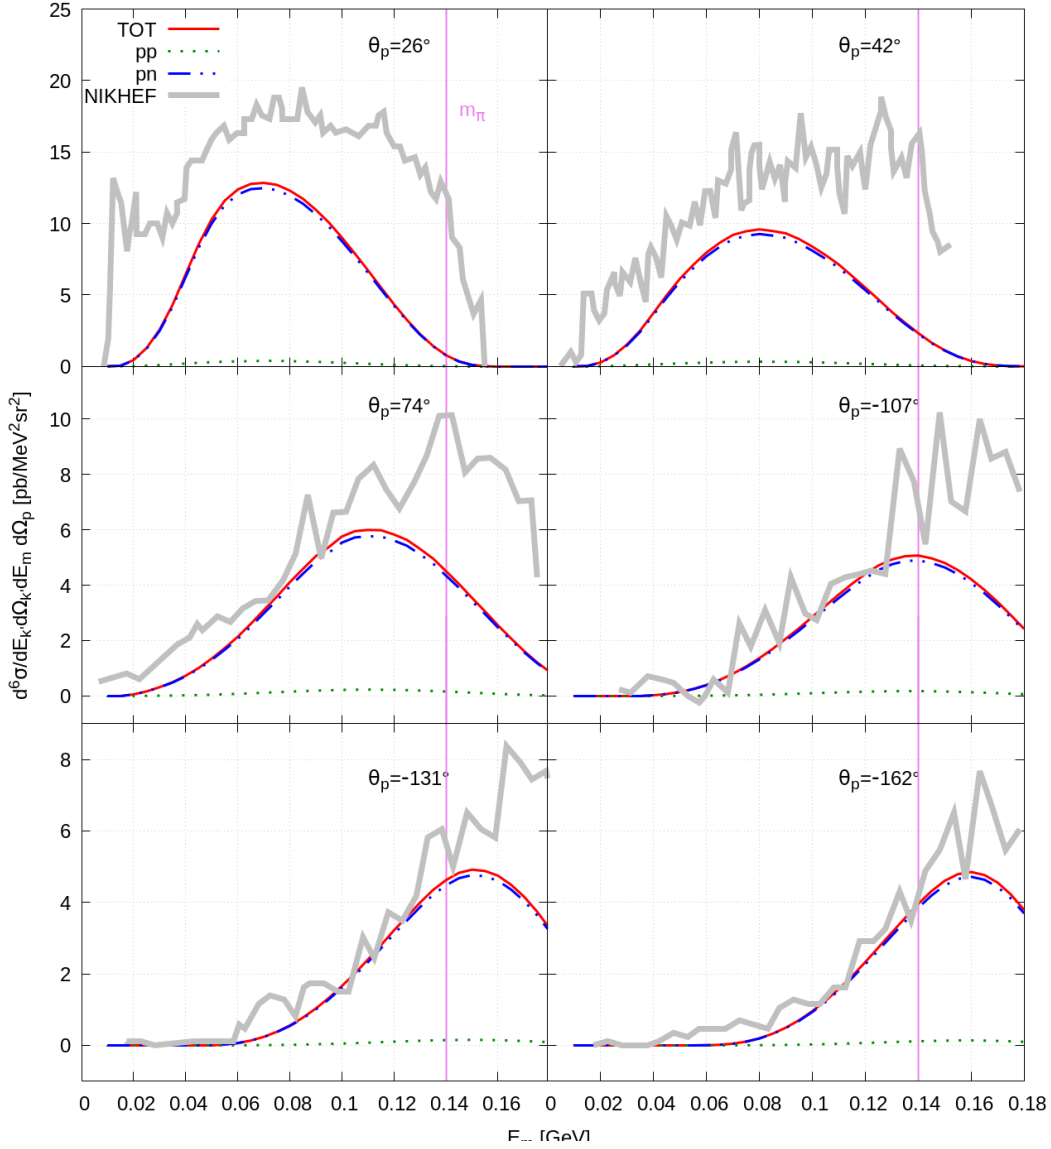 25
20
15
10
5
0
TOT
pp
pn
NIKHEF
θp=26°
mπ
θp=42°
10
8
6
4
2
0
θp=74°
θp=-107°
8
6
4
2
0
θp=-131°
θp=-162°
d⁶σ/dEk'dΩk'dEm dΩp [pb/MeV²sr²]
0 0.02 0.04 0.06 0.08 0.1 0.12 0.14 0.16 0 0.02 0.04 0.06 0.08 0.1 0.12 0.14 0.16 0.18
Em [GeV]